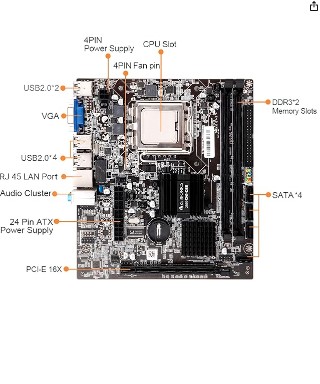 4PIN
Power Supply
CPU Slot
4PIN Fan pin
USB2.0*2
DDR3*2
Memory Slots
VGA
USB2.0*4
RJ 45 LAN Port
Audio Cluster
SATA*4
24 Pin ATX
Power Supply
PCI-E 16X